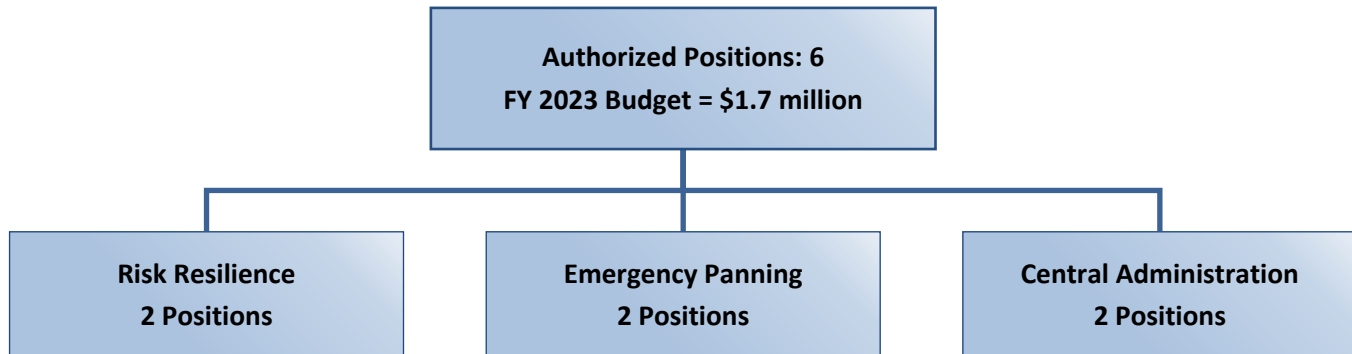 Authorized Positions: 6
FY 2023 Budget = $1.7 million
Risk Resilience
2 Positions
Emergency Panning
2 Positions
Central Administration
2 Positions